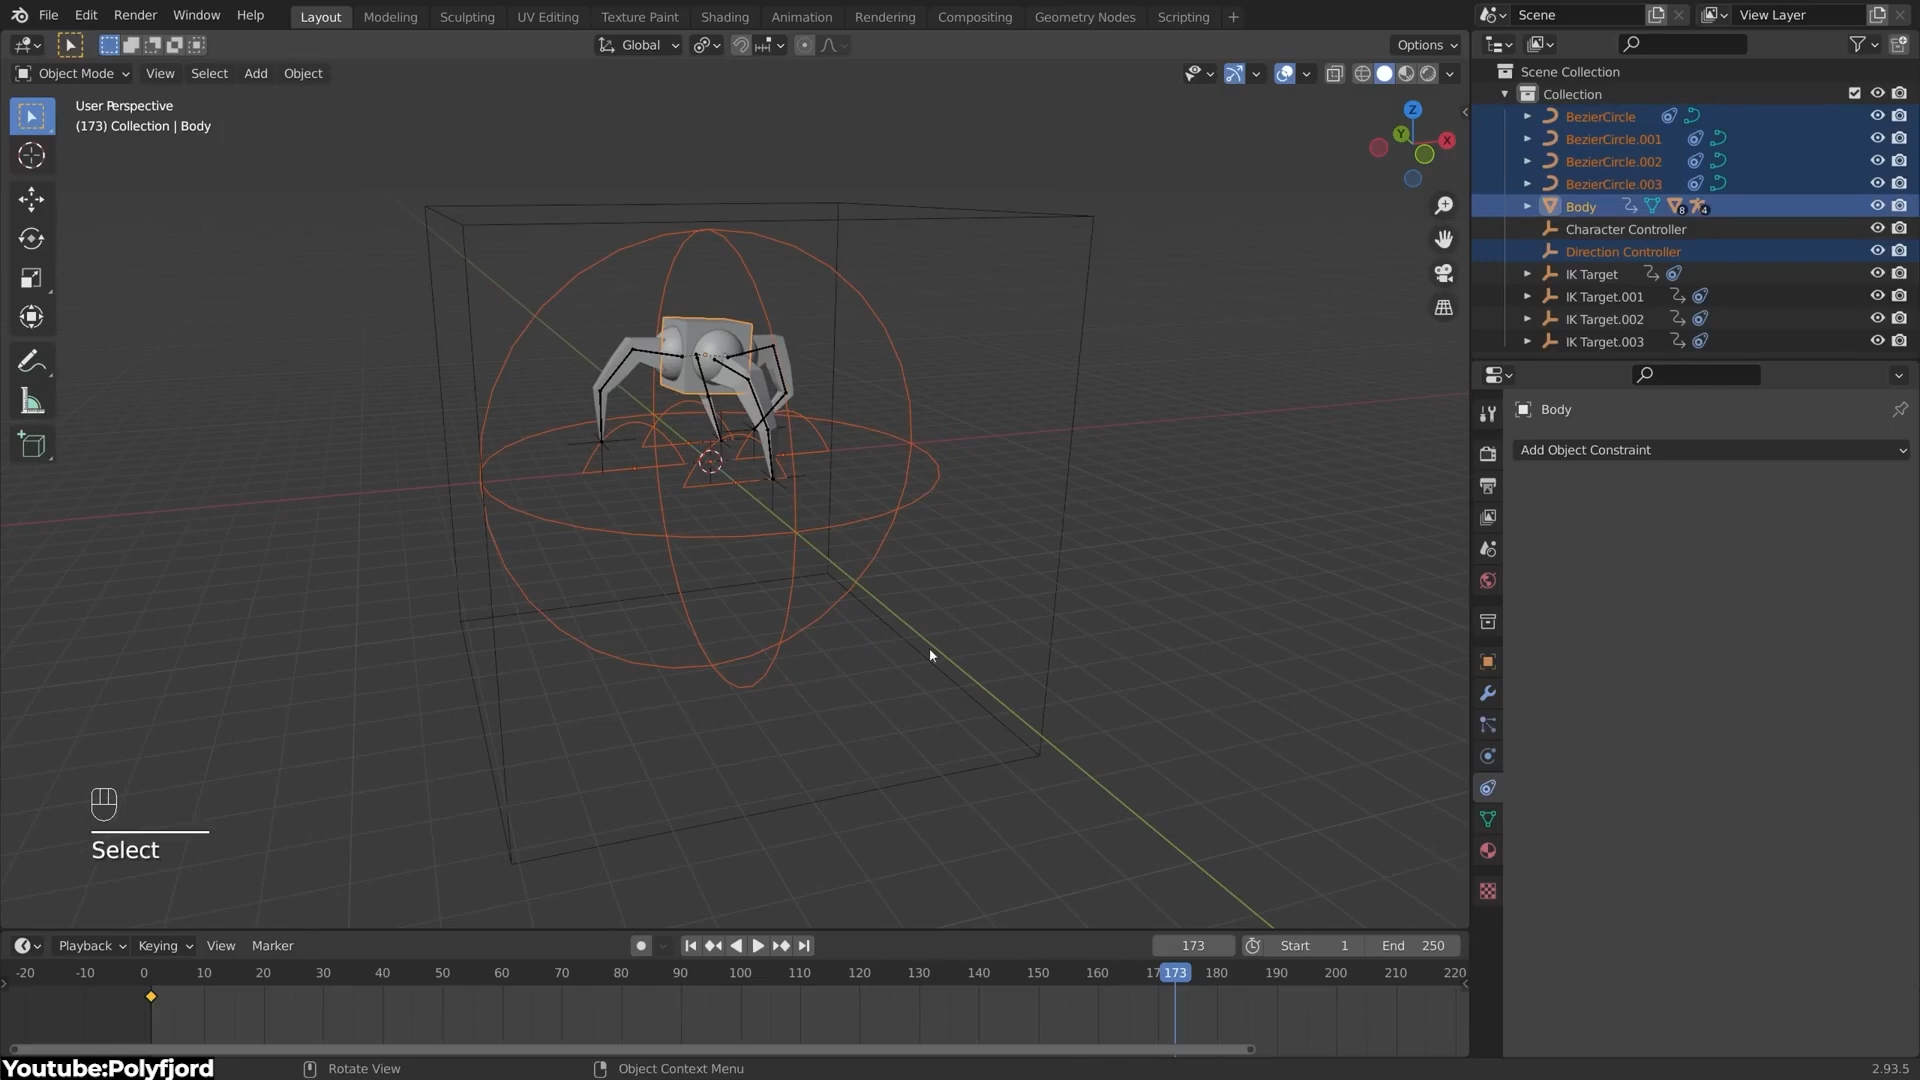 File Edit Render Window Help Layout Modeling Sculpting UV Editing Texture Paint Shading Animation Rendering Compositing Geometry Nodes Scripting + Scene View Layer
Global Options
Object Mode View Select Add Object
User Perspective
(173) Collection | Body
Z
Y
X
Scene Collection
Collection
BezierCircle
BezierCircle.001
BezierCircle.002
BezierCircle.003
Body 8 4
Character Controller
Direction Controller
IK Target
IK Target.001
IK Target.002
IK Target.003
Body
Add Object Constraint
Select
Playback Keying View Marker 173 Start 1 End 250
-20 -10 0 10 20 30 40 50 60 70 80 90 100 110 120 130 140 150 160 17 173 180 190 200 210 220
Youtube:Polyfjord Rotate View Object Context Menu 2.93.5